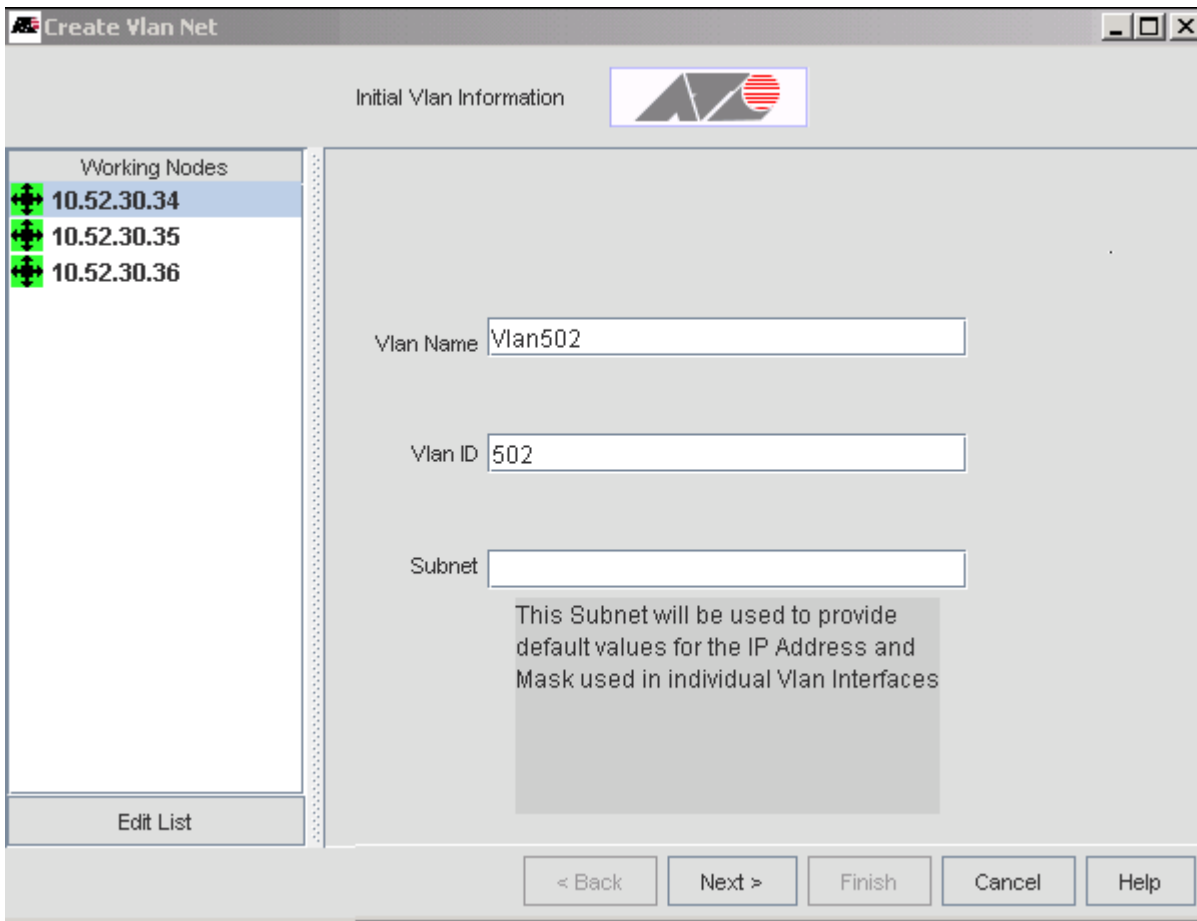 Create Vlan Net
Initial Vlan Information
Working Nodes
10.52.30.34
10.52.30.35
10.52.30.36
Edit List
Vlan Name Vlan502
Vlan ID 502
Subnet
This Subnet will be used to provide
default values for the IP Address and
Mask used in individual Vlan Interfaces
< Back Next > Finish Cancel Help